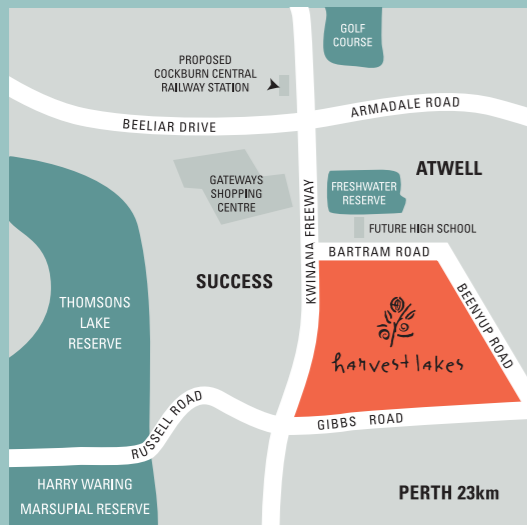 GOLF
COURSE
PROPOSED
COCKBURN CENTRAL
RAILWAY STATION
ARMADALE ROAD
BEELIAR DRIVE
ATWELL
GATEWAYS
SHOPPING
CENTRE
KWINANA FREEWAY
FRESHWATER
RESERVE
FUTURE HIGH SCHOOL
BARTRAM ROAD
SUCCESS
THOMSONS
LAKE
RESERVE
BEENYUP ROAD
harvest lakes
RUSSELL ROAD
GIBBS ROAD
HARRY WARING
MARSUPIAL RESERVE
PERTH 23km